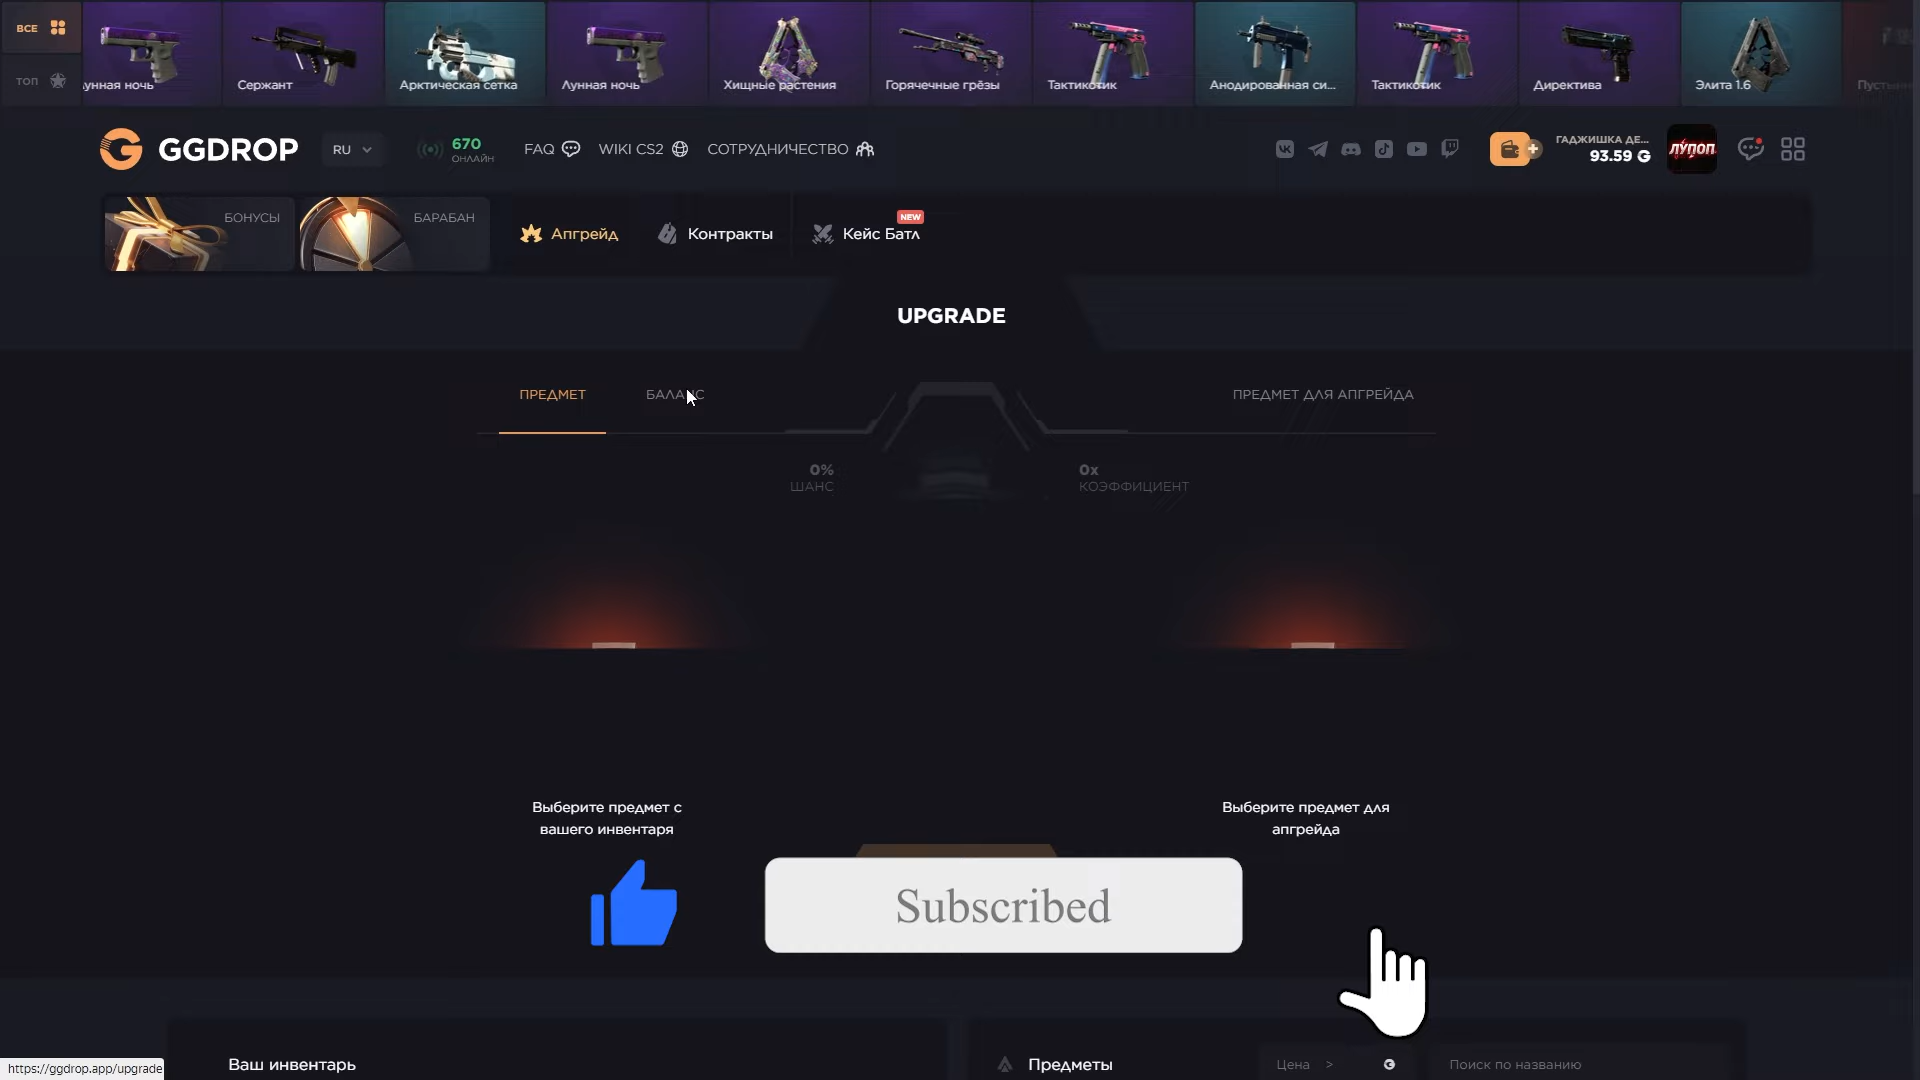 ВСЕ
ТОП
унная ночь
Сержант
Арктическая сетка
Лунная ночь
Хищные растения
Горячечные грёзы
Тактикотик
Анодированная си...
Тактикотик
Директива
Элита 1.6
GGDROP
RU
670
ОНЛАЙН
FAQ
WIKI CS2
СОТРУДНИЧЕСТВО
ГАДЖИШКА ДЕ...
93.59 G
ЛУПОП
БОНУСЫ
БАРАБАН
Апгрейд
Контракты
NEW
Кейс Батл
UPGRADE
ПРЕДМЕТ
БАЛАНС
ПРЕДМЕТ ДЛЯ АПГРЕЙДА
0%
ШАНС
0x
КОЭФФИЦИЕНТ
Выберите предмет с
вашего инвентаря
Выберите предмет для
апгрейда
Subscribed
Ваш инвентарь
Предметы
Цена >
Поиск по названию
https://ggdrop.app/upgrade